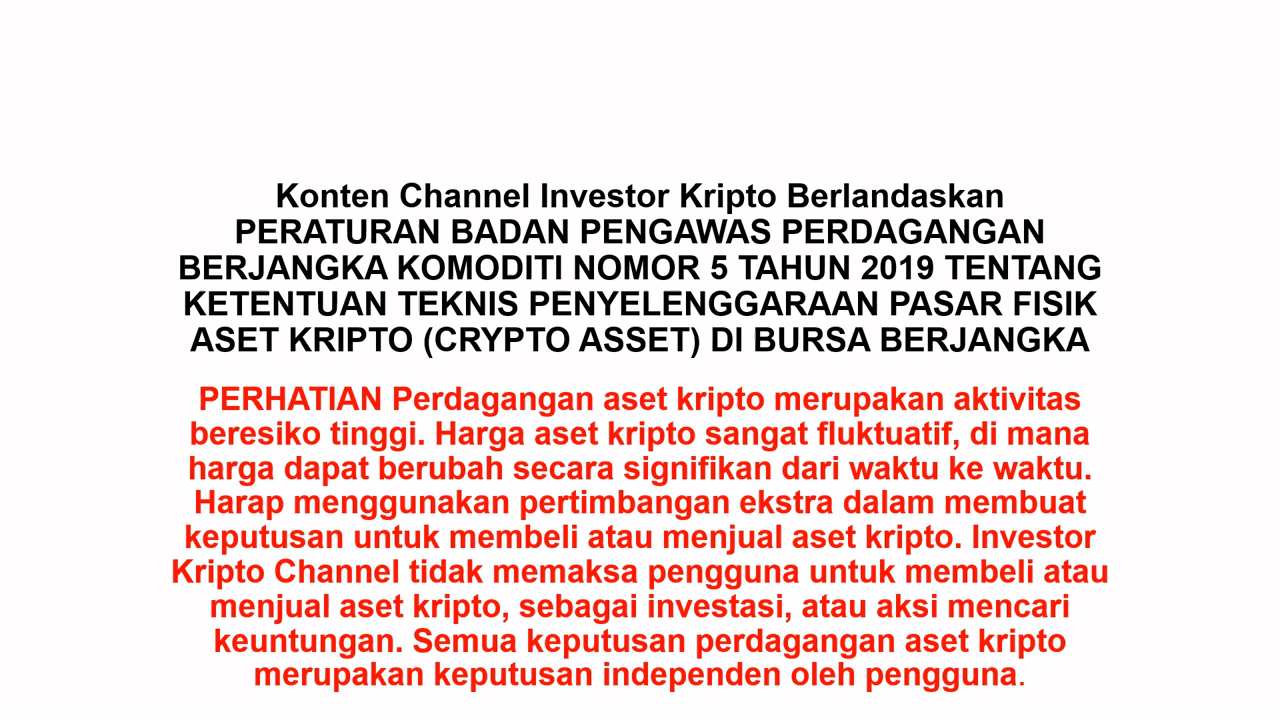 Konten Channel Investor Kripto Berlandaskan
PERATURAN BADAN PENGAWAS PERDAGANGAN
BERJANGKA KOMODITI NOMOR 5 TAHUN 2019 TENTANG
KETENTUAN TEKNIS PENYELENGGARAAN PASAR FISIK
ASET KRIPTO (CRYPTO ASSET) DI BURSA BERJANGKA
PERHATIAN Perdagangan aset kripto merupakan aktivitas
beresiko tinggi. Harga aset kripto sangat fluktuatif, di mana
harga dapat berubah secara signifikan dari waktu ke waktu.
Harap menggunakan pertimbangan ekstra dalam membuat
keputusan untuk membeli atau menjual aset kripto. Investor
Kripto Channel tidak memaksa pengguna untuk membeli atau
menjual aset kripto, sebagai investasi, atau aksi mencari
keuntungan. Semua keputusan perdagangan aset kripto
merupakan keputusan independen oleh pengguna.